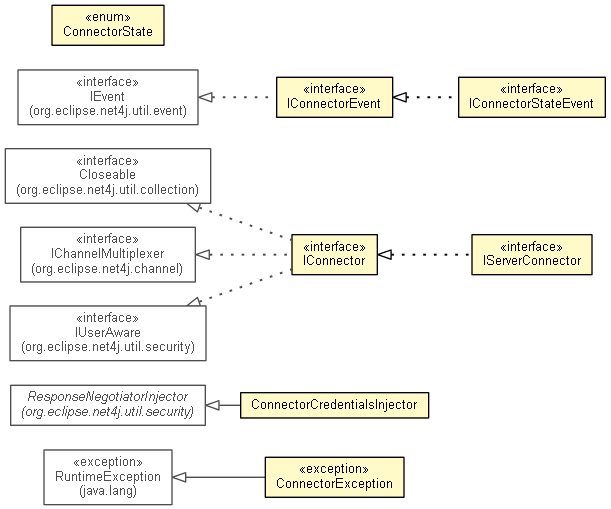 «enum»
ConnectorState
«interface»
IEvent
(org.eclipse.net4j.util.event)
«interface»
IConnectorEvent
«interface»
IConnectorStateEvent
«interface»
Closeable
(org.eclipse.net4j.util.collection)
«interface»
IChannelMultiplexer
(org.eclipse.net4j.channel)
«interface»
IConnector
«interface»
IServerConnector
«interface»
IUserAware
(org.eclipse.net4j.util.security)
ResponseNegotiatorInjector
(org.eclipse.net4j.util.security)
ConnectorCredentialsInjector
«exception»
RuntimeException
(java.lang)
«exception»
ConnectorException